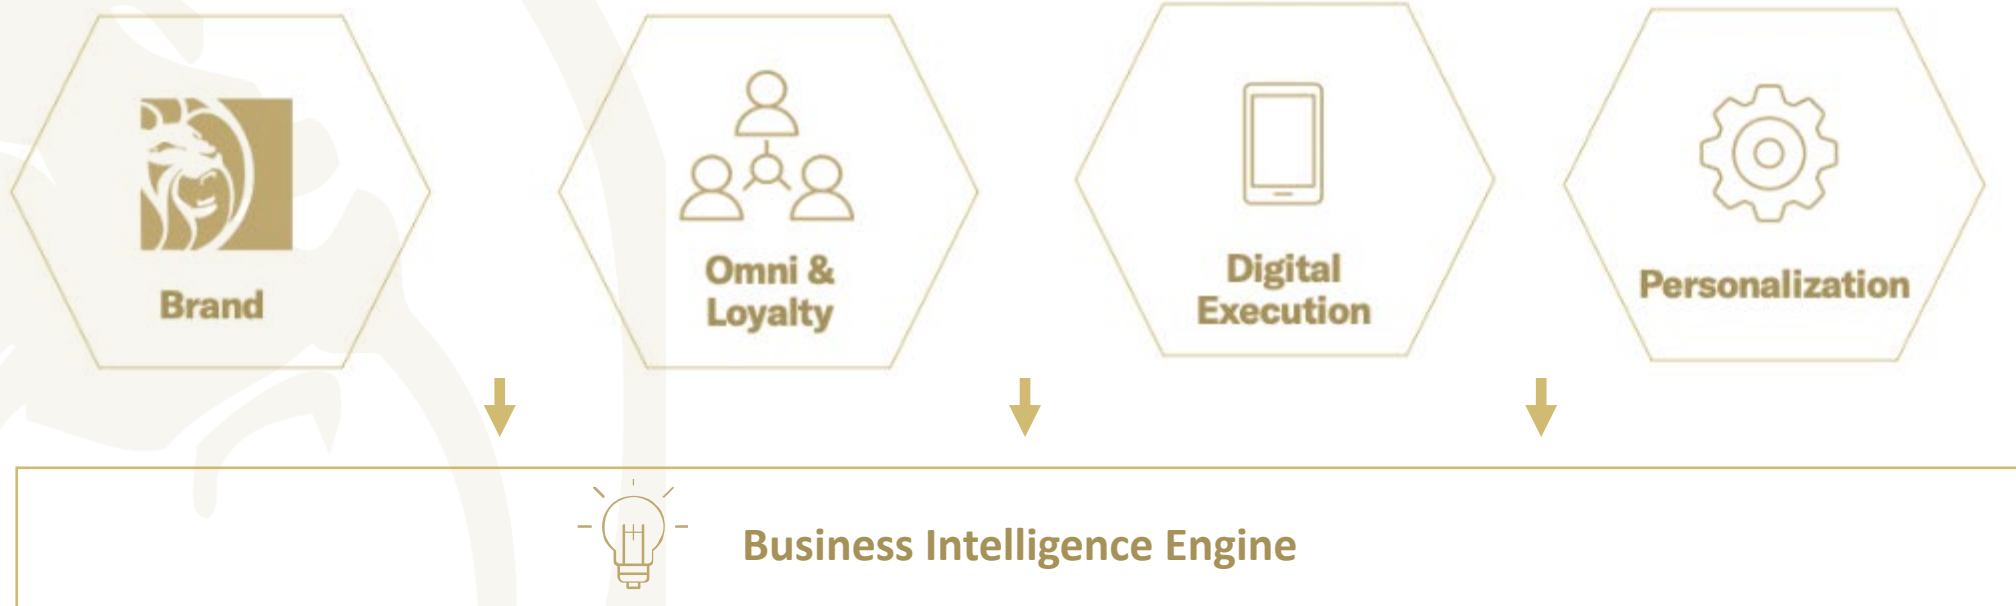 Brand
Omni &
Loyalty
Digital
Execution
Personalization
Business Intelligence Engine